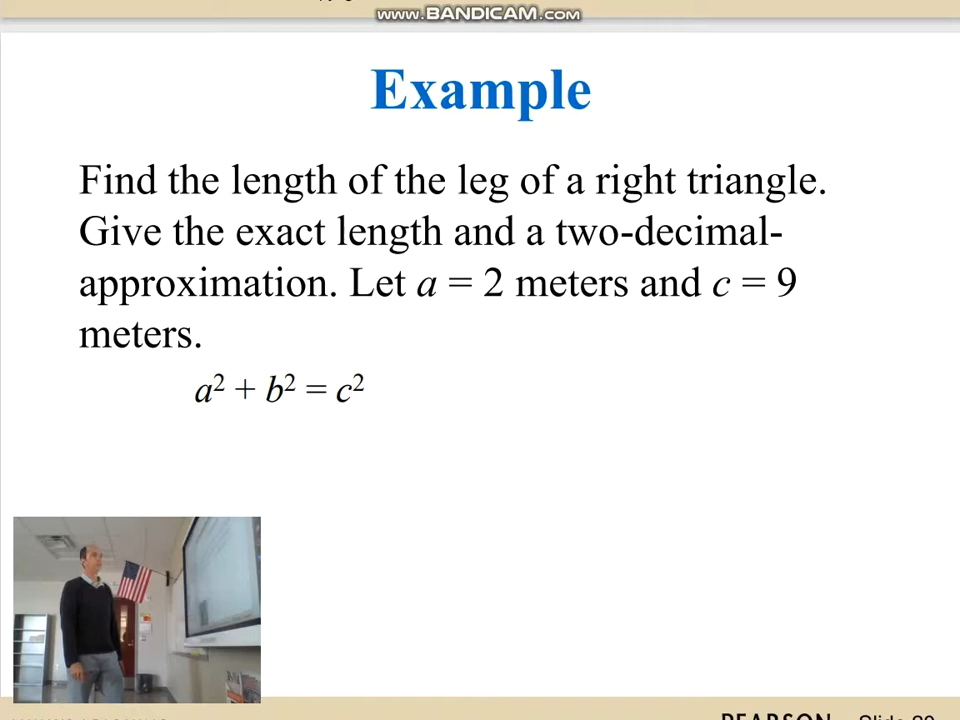 www.BANDICAM.com
Example
Find the length of the leg of a right triangle.
Give the exact length and a two-decimal-
approximation. Let a = 2 meters and c = 9
meters.
a² + b² = c²
PEARSON